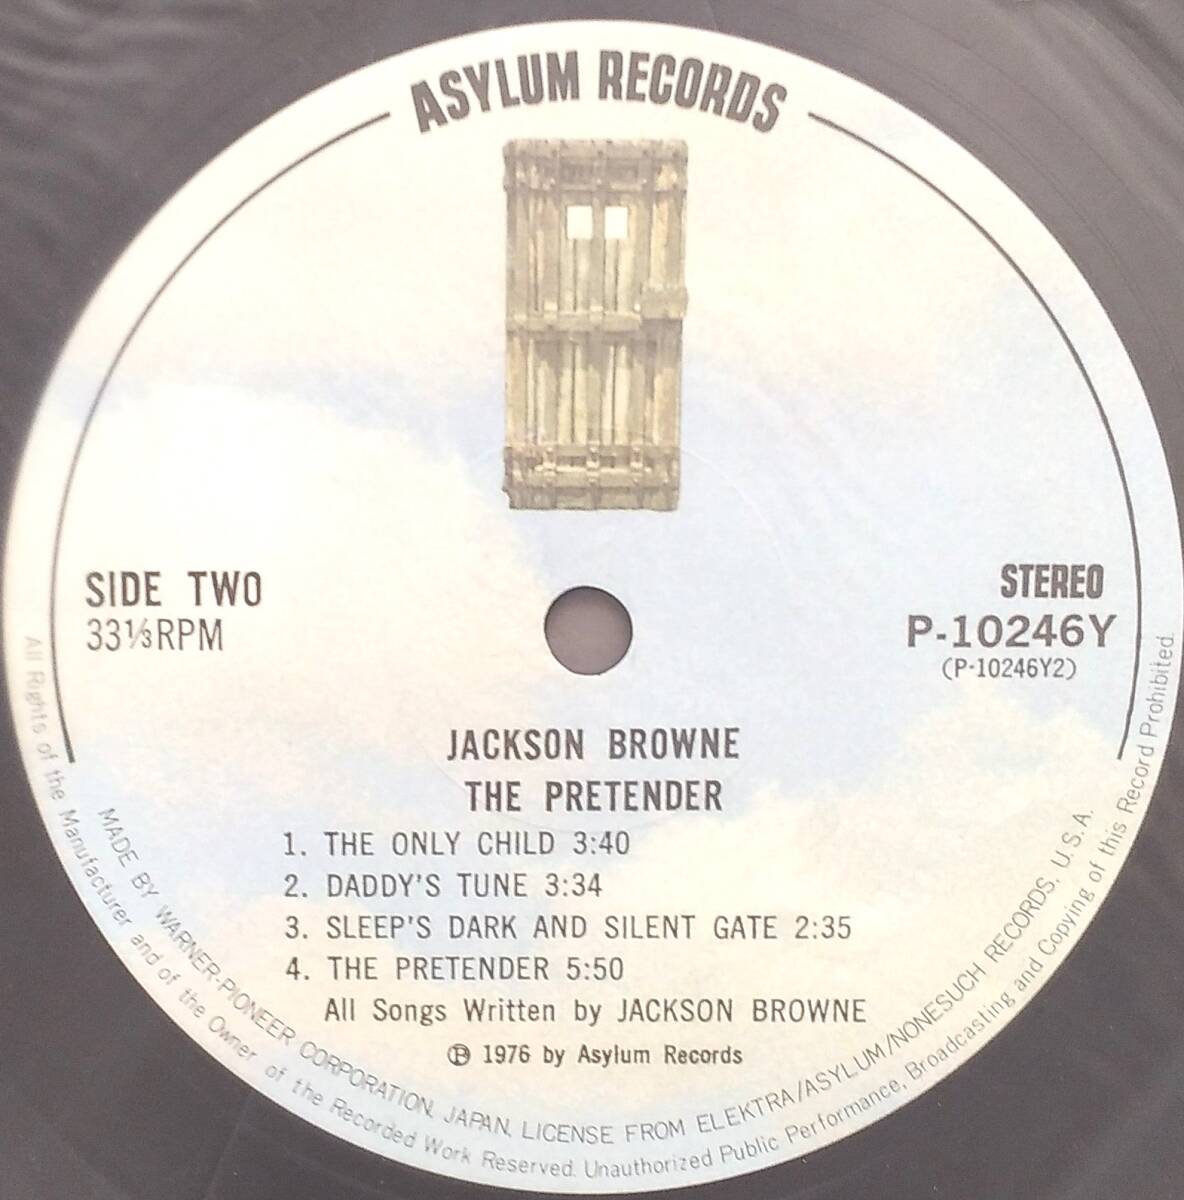 ASYLUM RECORDS
SIDE TWO
33⅓RPM
STEREO
P-10246Y
(P-10246Y2)
JACKSON BROWNE
THE PRETENDER
1. THE ONLY CHILD 3:40
2. DADDY'S TUNE 3:34
3. SLEEP'S DARK AND SILENT GATE 2:35
4. THE PRETENDER 5:50
All Songs Written by JACKSON BROWNE
Ⓟ 1976 by Asylum Records
MADE BY WARNER-PIONEER CORPORATION, JAPAN, LICENSE FROM ELEKTRA/ASYLUM/NONESUCH RECORDS, U.S.A.
All Rights of the Manufacturer and of the Owner of the Recorded Work Reserved. Unauthorized Public Performance, Broadcasting and Copying of this Record Prohibited.